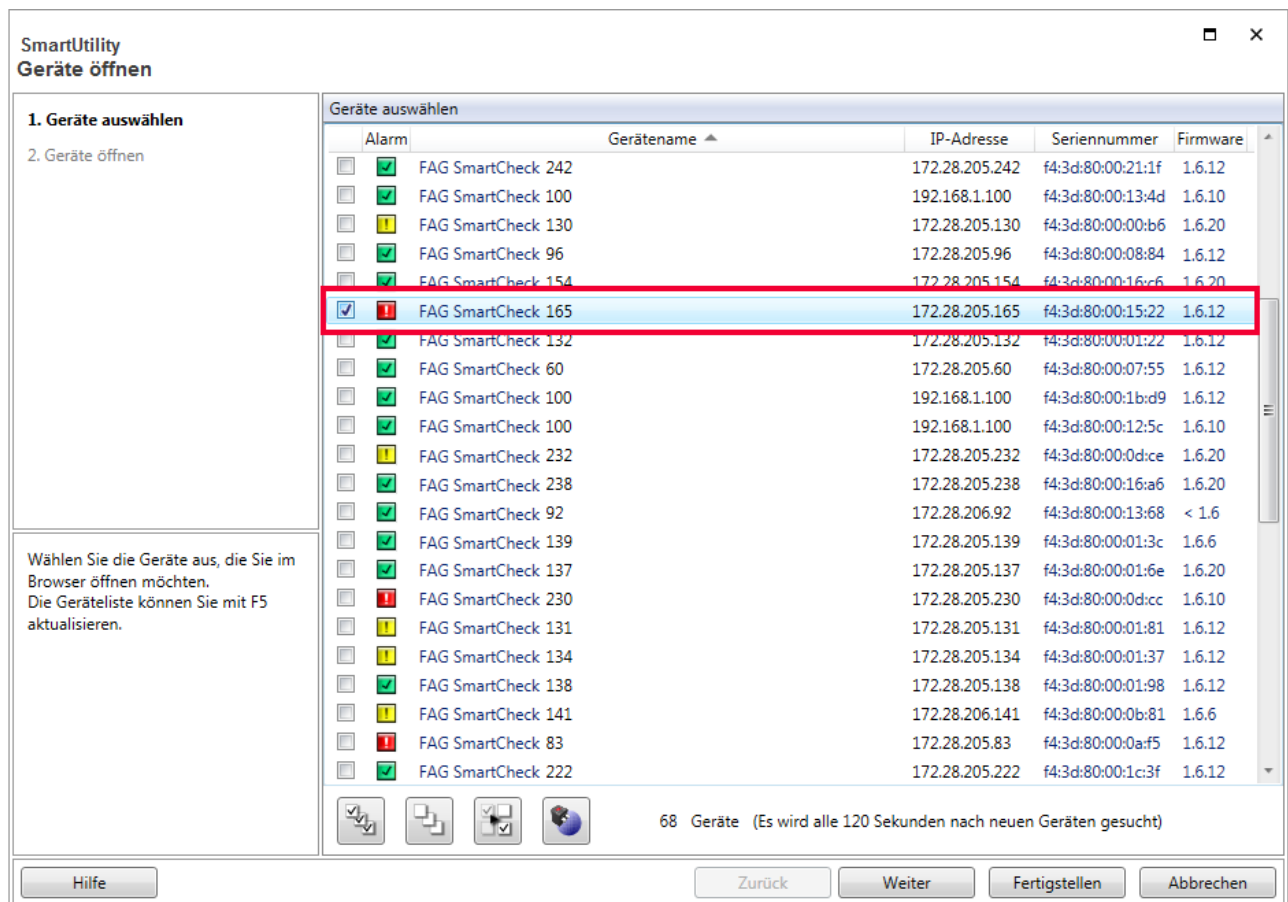 SmartUtility
Geräte öffnen
1. Geräte auswählen
2. Geräte öffnen
Wählen Sie die Geräte aus, die Sie im
Browser öffnen möchten.
Die Geräteliste können Sie mit F5
aktualisieren.
Geräte auswählen
Alarm Gerätename IP-Adresse Seriennummer Firmware
FAG SmartCheck 242 172.28.205.242 f4:3d:80:00:21:1f 1.6.12
FAG SmartCheck 100 192.168.1.100 f4:3d:80:00:13:4d 1.6.10
FAG SmartCheck 130 172.28.205.130 f4:3d:80:00:00:b6 1.6.20
FAG SmartCheck 96 172.28.205.96 f4:3d:80:00:08:84 1.6.12
FAG SmartCheck 154 172.28.205.154 f4:3d:80:00:16:c6 1.6.20
FAG SmartCheck 165 172.28.205.165 f4:3d:80:00:15:22 1.6.12
FAG SmartCheck 132 172.28.205.132 f4:3d:80:00:01:22 1.6.12
FAG SmartCheck 60 172.28.205.60 f4:3d:80:00:07:55 1.6.12
FAG SmartCheck 100 192.168.1.100 f4:3d:80:00:1b:d9 1.6.12
FAG SmartCheck 100 192.168.1.100 f4:3d:80:00:12:5c 1.6.10
FAG SmartCheck 232 172.28.205.232 f4:3d:80:00:0d:ce 1.6.20
FAG SmartCheck 238 172.28.205.238 f4:3d:80:00:16:a6 1.6.20
FAG SmartCheck 92 172.28.206.92 f4:3d:80:00:13:68 < 1.6
FAG SmartCheck 139 172.28.205.139 f4:3d:80:00:01:3c 1.6.6
FAG SmartCheck 137 172.28.205.137 f4:3d:80:00:01:6e 1.6.20
FAG SmartCheck 230 172.28.205.230 f4:3d:80:00:0d:cc 1.6.10
FAG SmartCheck 131 172.28.205.131 f4:3d:80:00:01:81 1.6.12
FAG SmartCheck 134 172.28.205.134 f4:3d:80:00:01:37 1.6.12
FAG SmartCheck 138 172.28.205.138 f4:3d:80:00:01:98 1.6.12
FAG SmartCheck 141 172.28.206.141 f4:3d:80:00:0b:81 1.6.6
FAG SmartCheck 83 172.28.205.83 f4:3d:80:00:0a:f5 1.6.12
FAG SmartCheck 222 172.28.205.222 f4:3d:80:00:1c:3f 1.6.12
68 Geräte (Es wird alle 120 Sekunden nach neuen Geräten gesucht)
Hilfe Zurück Weiter Fertigstellen Abbrechen